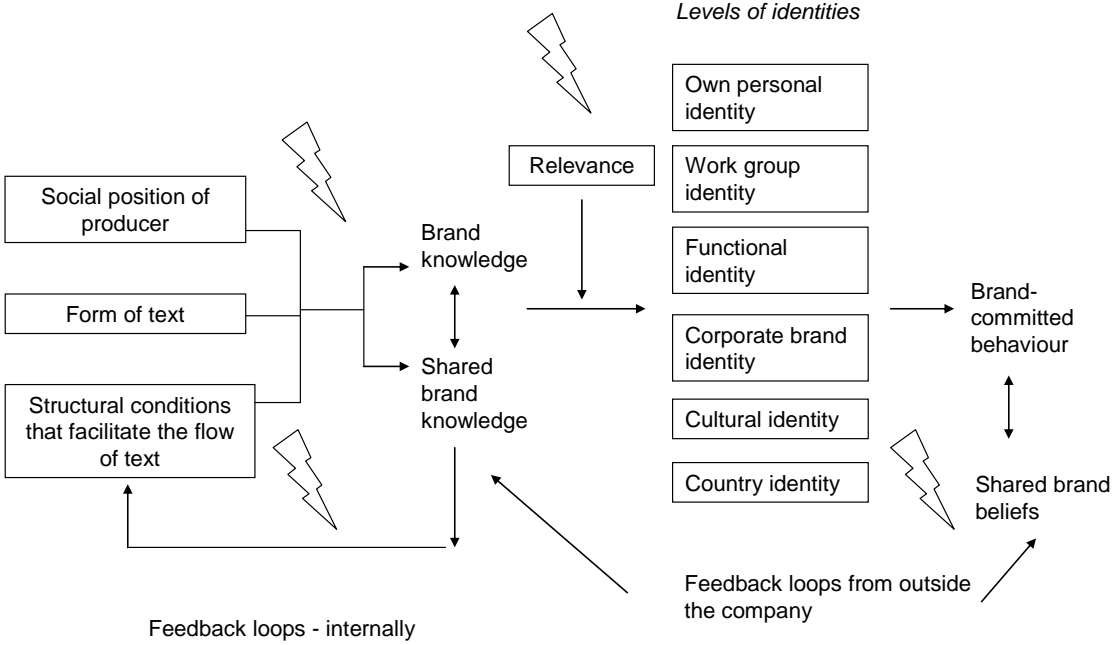 Levels of identities
Own personal
identity
Relevance
Work group
identity
Social position of
producer
Brand
knowledge
Functional
identity
Form of text
Brand-
committed
behaviour
Corporate brand
identity
Shared
brand
knowledge
Structural conditions
that facilitate the flow
of text
Cultural identity
Country identity
Shared brand
beliefs
Feedback loops from outside
the company
Feedback loops - internally